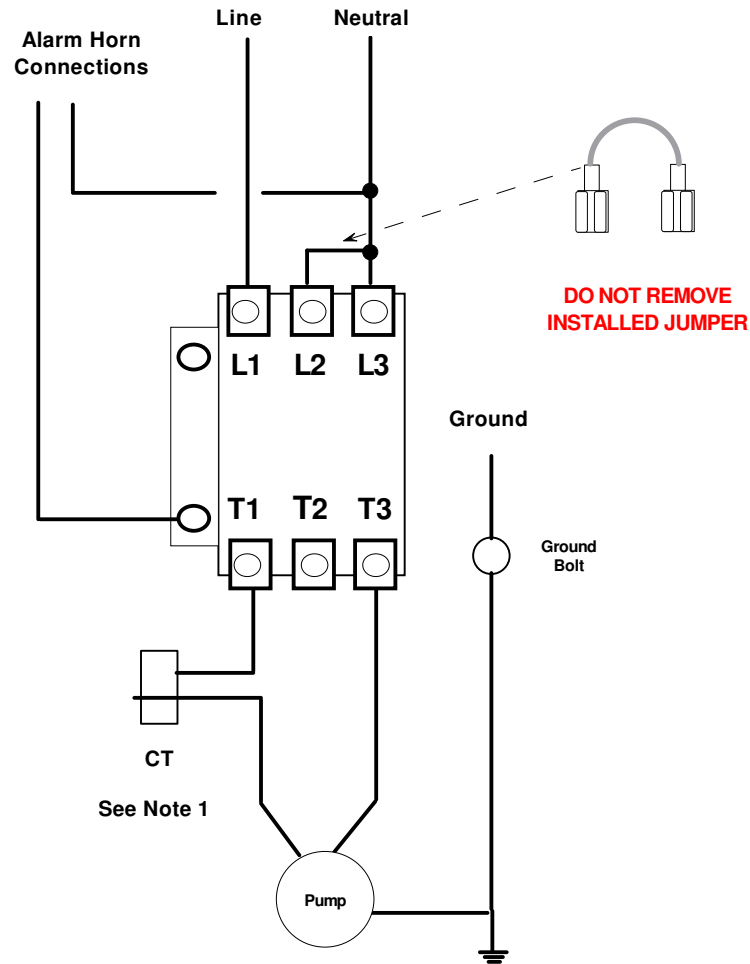 Line
Neutral
Alarm Horn
Connections
DO NOT REMOVE
INSTALLED JUMPER
L1
L2
L3
Ground
T1
T2
T3
Ground
Bolt
CT
See Note 1
Pump